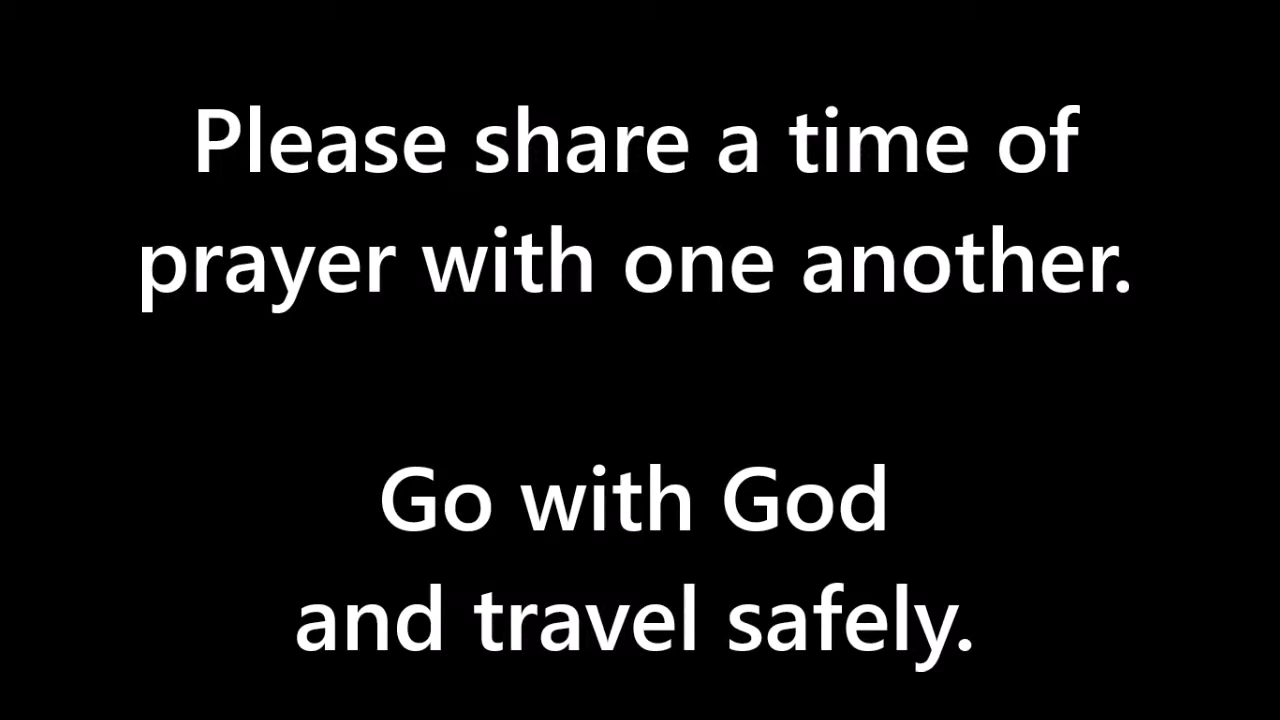 Please share a time of
prayer with one another.
Go with God
and travel safely.